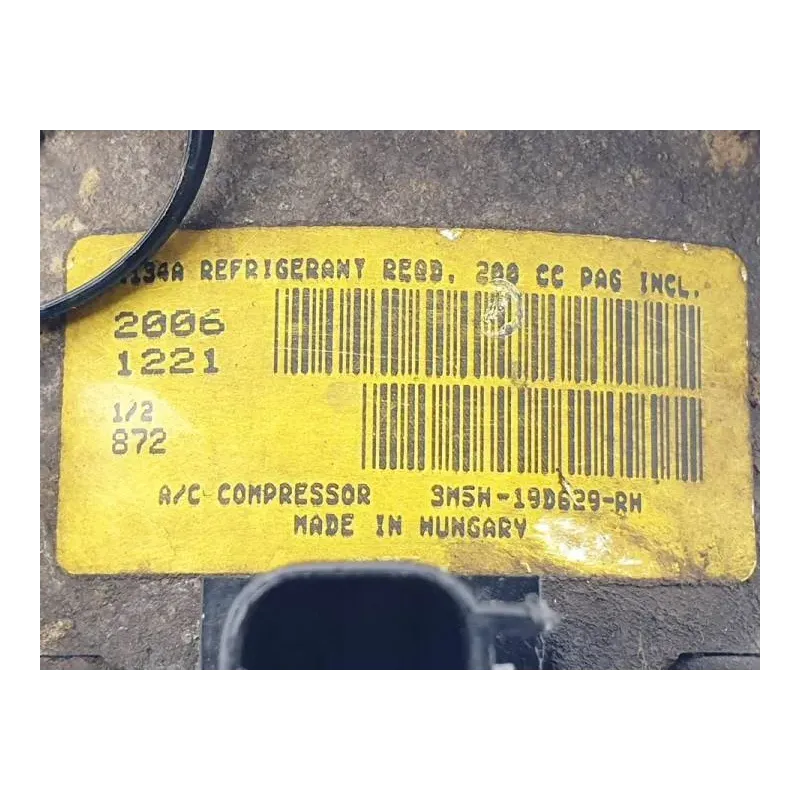 R134A REFRIGERANT REQD. 200 CC PAG INCL.
2006
1221
1/2
872
A/C COMPRESSOR 3M5H-19D629-RH
MADE IN HUNGARY